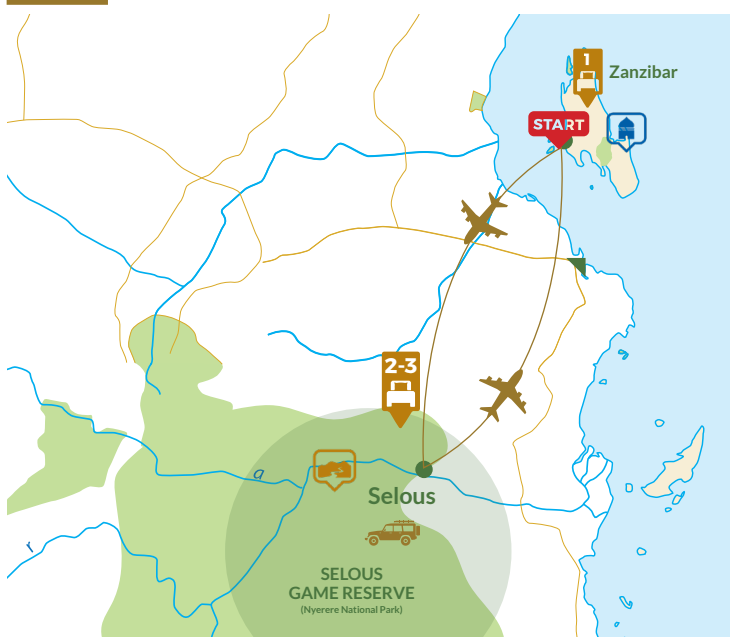 1
Zanzibar
START
2-3
a
Selous
r
SELOUS
GAME RESERVE
(Nyerere National Park)